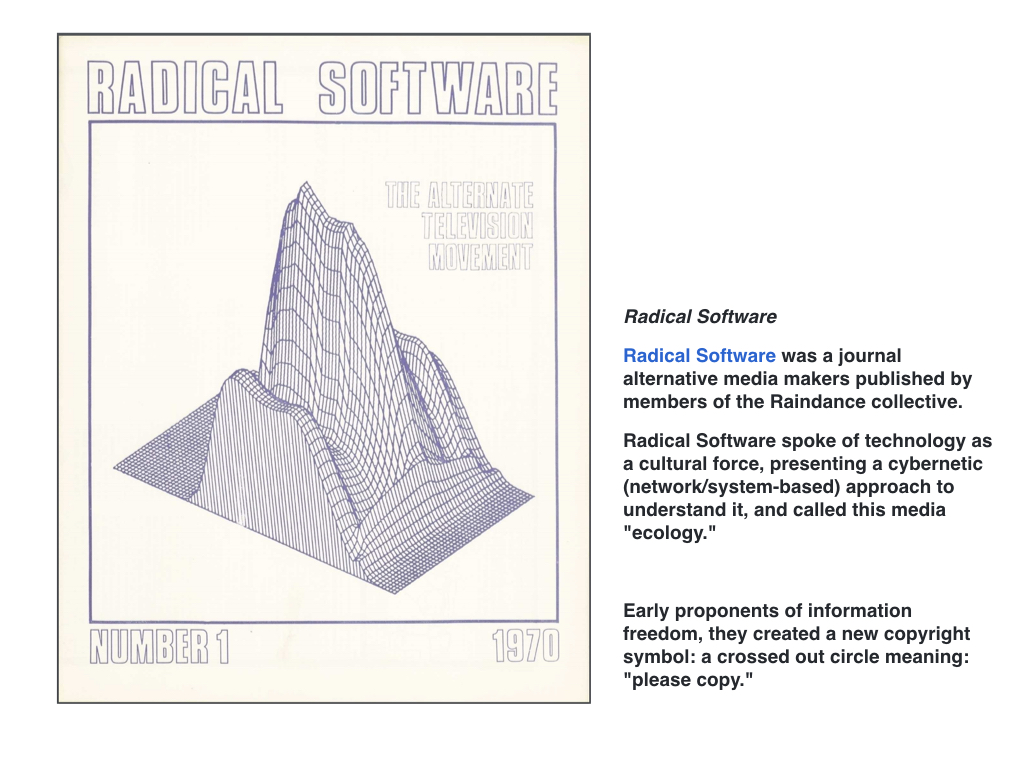 RADICAL SOFTWARE
THE ALTERNATE
TELEVISION
MOVEMENT
NUMBER 1
1970
Radical Software
Radical Software was a journal
alternative media makers published by
members of the Raindance collective.
Radical Software spoke of technology as
a cultural force, presenting a cybernetic
(network/system-based) approach to
understand it, and called this media
"ecology."
Early proponents of information
freedom, they created a new copyright
symbol: a crossed out circle meaning:
"please copy."